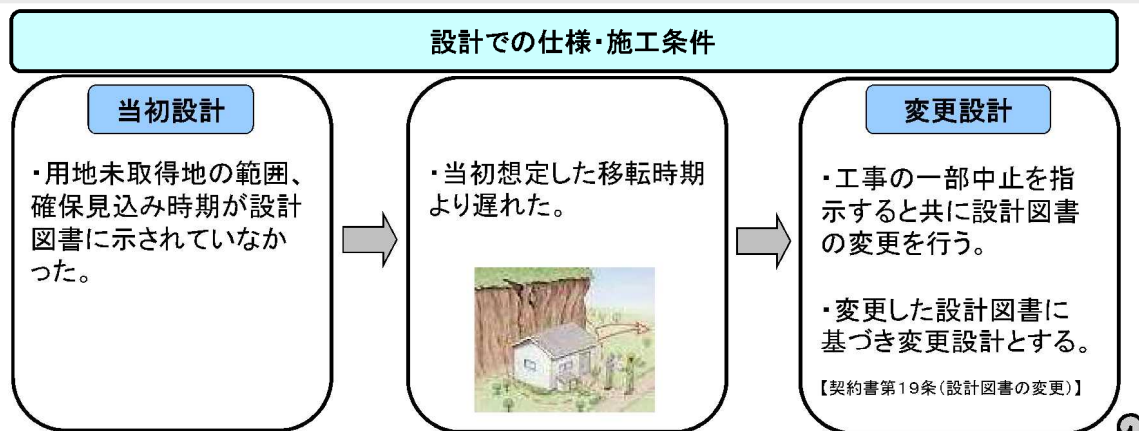 設計での仕様・施工条件
当初設計
・用地未取得地の範囲、
確保見込み時期が設計
図書に示されていなか
った。
・当初想定した移転時期
より遅れた。
変更設計
・工事の一部中止を指
示すると共に設計図書
の変更を行う。
・変更した設計図書に
基づき変更設計とする。
【契約書第19条(設計図書の変更)】